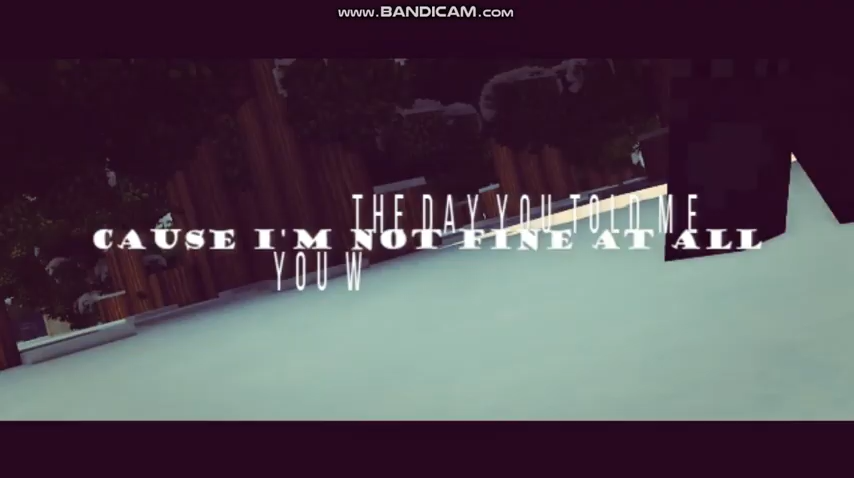 www.BANDICAM.com
THE DAY YOU TOLD ME
CAUSE I'M NOT FINE AT ALL
YOU W